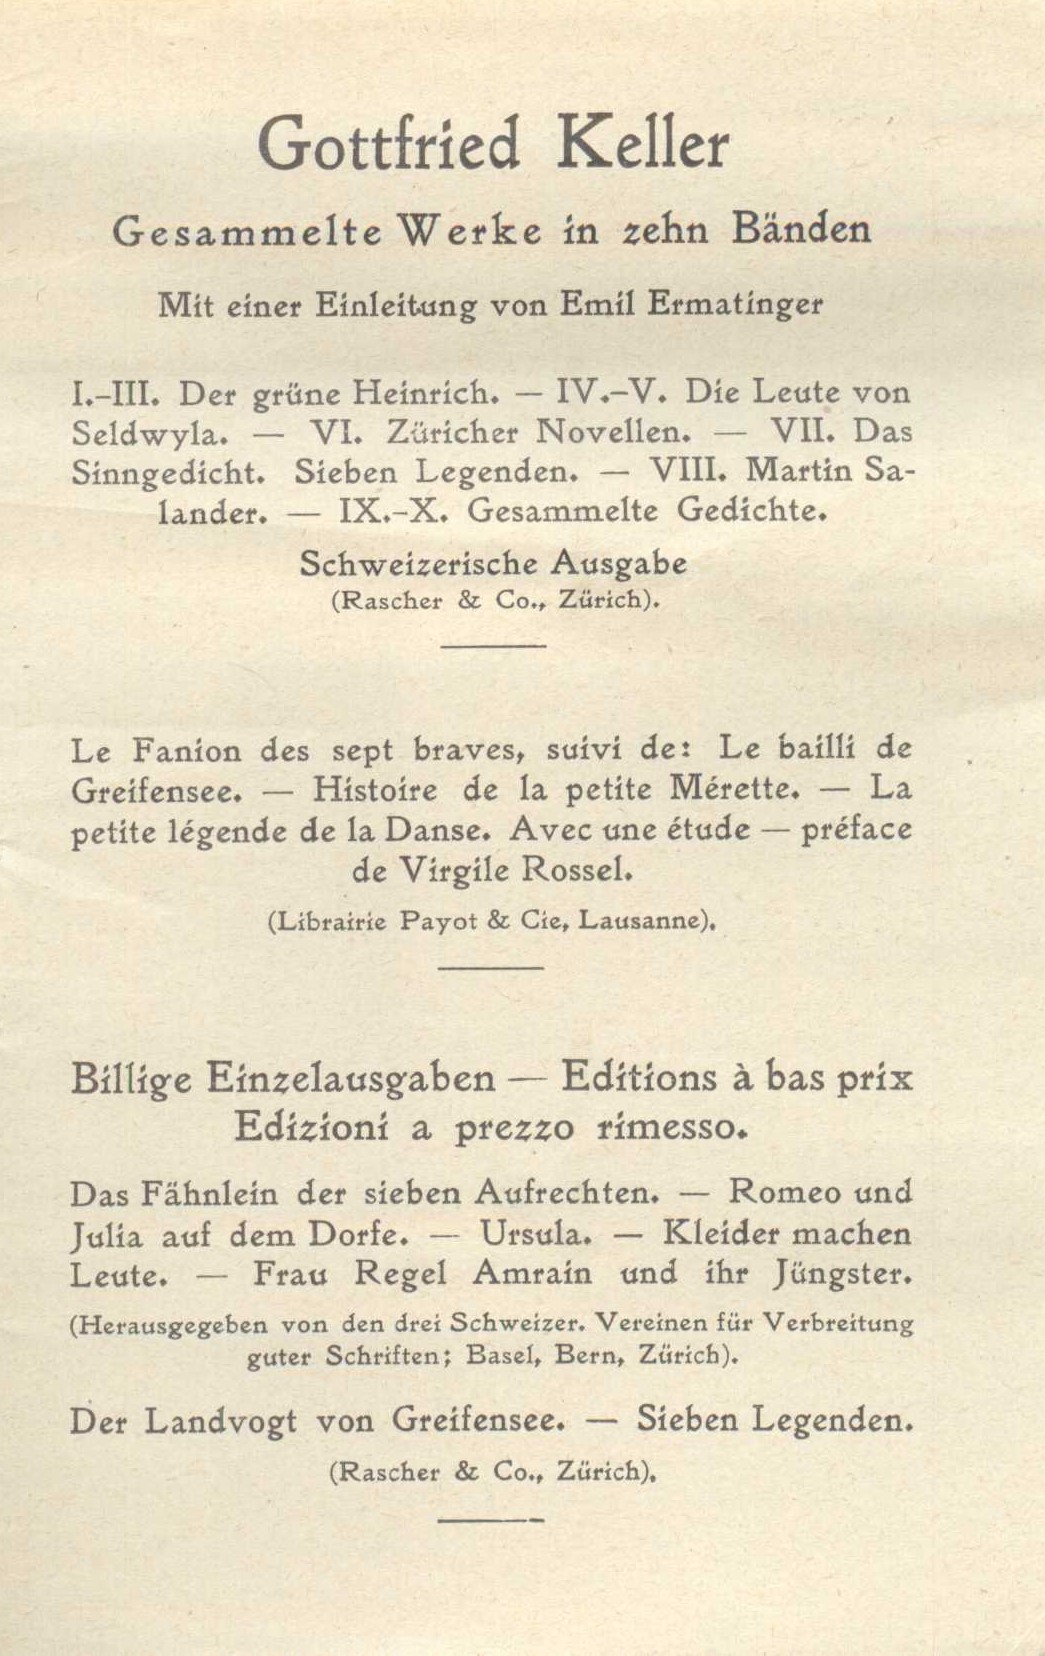 Gottfried Keller
Gesammelte Werke in zehn Bänden
Mit einer Einleitung von Emil Ermatinger
I.-III. Der grüne Heinrich. — IV.-V. Die Leute von
Seldwyla. — VI. Züricher Novellen. — VII. Das
Sinngedicht. Sieben Legenden. — VIII. Martin Sa-
lander. — IX.-X. Gesammelte Gedichte.
Schweizerische Ausgabe
(Rascher & Co., Zürich).
Le Fanion des sept braves, suivi de: Le bailli de
Greifensee. — Histoire de la petite Mérette. — La
petite légende de la Danse. Avec une étude — préface
de Virgile Rossel.
(Librairie Payot & Cie, Lausanne).
Billige Einzelausgaben — Editions à bas prix
Edizioni a prezzo rimesso.
Das Fähnlein der sieben Aufrechten. — Romeo und
Julia auf dem Dorfe. — Ursula. — Kleider machen
Leute. — Frau Regel Amrain und ihr Jüngster.
(Herausgegeben von den drei Schweizer. Vereinen für Verbreitung
guter Schriften; Basel, Bern, Zürich).
Der Landvogt von Greifensee. — Sieben Legenden.
(Rascher & Co., Zürich).